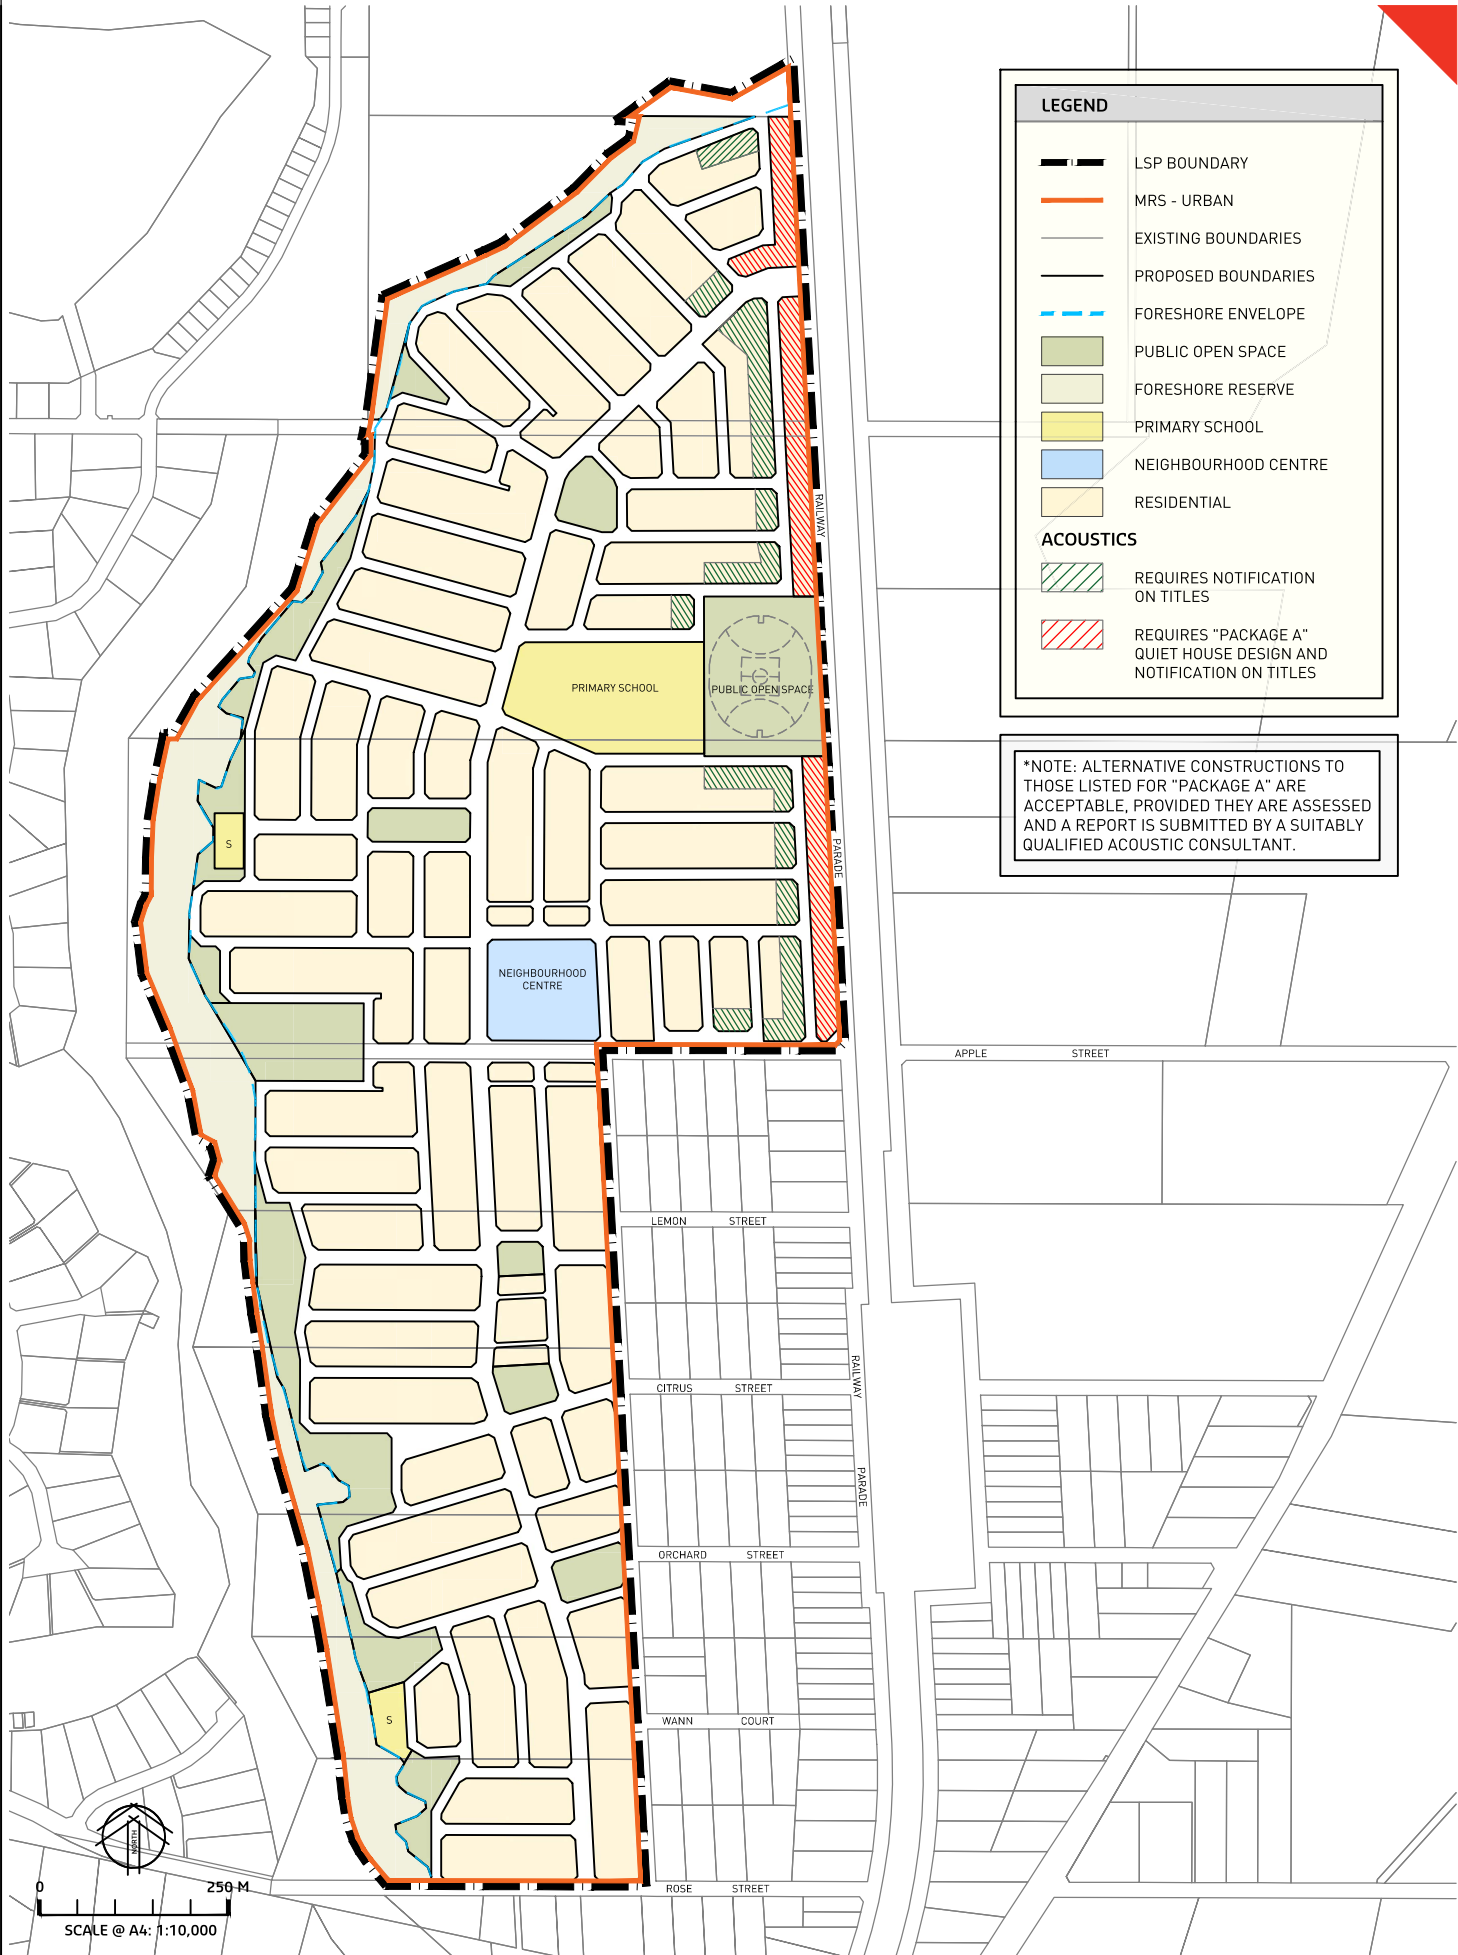 LEGEND
LSP BOUNDARY
MRS - URBAN
EXISTING BOUNDARIES
PROPOSED BOUNDARIES
FORESHORE ENVELOPE
PUBLIC OPEN SPACE
FORESHORE RESERVE
PRIMARY SCHOOL
NEIGHBOURHOOD CENTRE
RESIDENTIAL
ACOUSTICS
REQUIRES NOTIFICATION
ON TITLES
REQUIRES "PACKAGE A"
QUIET HOUSE DESIGN AND
NOTIFICATION ON TITLES
*NOTE: ALTERNATIVE CONSTRUCTIONS TO
THOSE LISTED FOR "PACKAGE A" ARE
ACCEPTABLE, PROVIDED THEY ARE ASSESSED
AND A REPORT IS SUBMITTED BY A SUITABLY
QUALIFIED ACOUSTIC CONSULTANT.
RAILWAY
PRIMARY SCHOOL
PUBLIC OPEN SPACE
S
PARADE
NEIGHBOURHOOD
CENTRE
APPLE STREET
LEMON STREET
RAILWAY
CITRUS STREET
PARADE
ORCHARD STREET
S
WANN COURT
NORTH
0 250 M
ROSE STREET
SCALE @ A4: 1:10,000